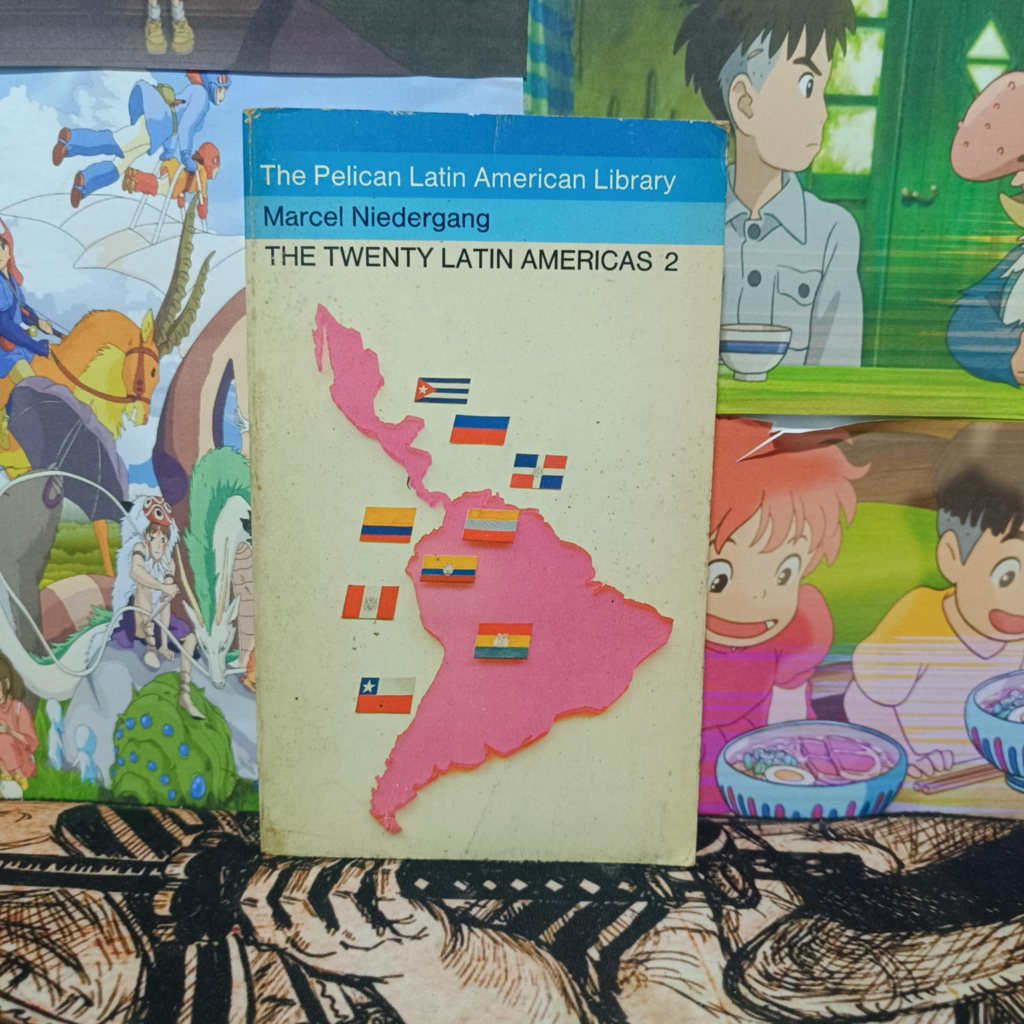 The Pelican Latin American Library
Marcel Niedergang
THE TWENTY LATIN AMERICAS 2